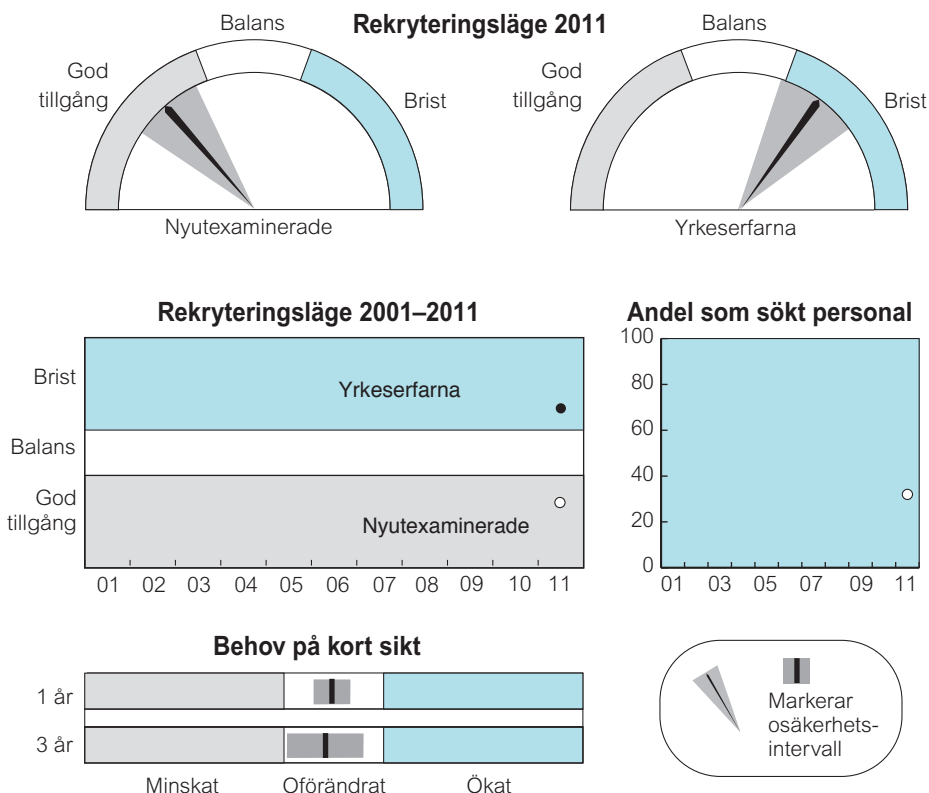 Rekryteringsläge 2011
Balans
God
tillgång
Brist
Nyutexaminerade
Balans
God
tillgång
Brist
Yrkeserfarna
Rekryteringsläge 2001–2011
Brist
Balans
God
tillgång
Yrkeserfarna
Nyutexaminerade
01 02 03 04 05 06 07 08 09 10 11
Andel som sökt personal
100
80
60
40
20
0
01 03 05 07 09 11
Behov på kort sikt
1 år
3 år
Minskat Oförändrat Ökat
Markerar
osäkerhets-
intervall